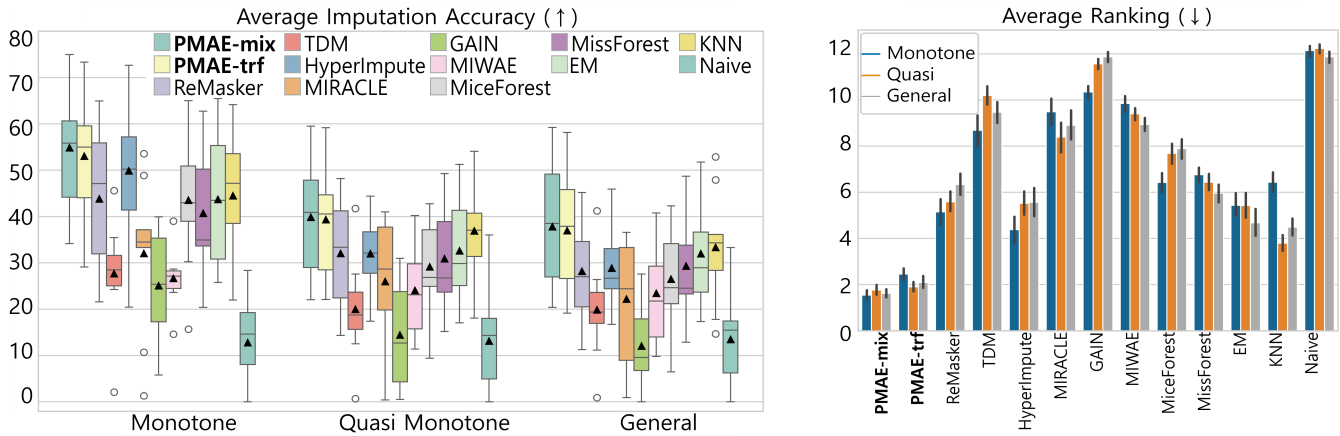 Average Imputation Accuracy (↑)
80
70
60
50
40
30
20
10
0
PMAE-mix TDM GAIN MissForest KNN
PMAE-trf HyperImpute MIWAE EM Naive
ReMasker MIRACLE MiceForest
Monotone Quasi Monotone General
Average Ranking (↓)
12
10
8
6
4
2
0
Monotone
Quasi
General
PMAE-mix
PMAE-trf
ReMasker
TDM
HyperImpute
MIRACLE
GAIN
MIWAE
MiceForest
MissForest
EM
KNN
Naive